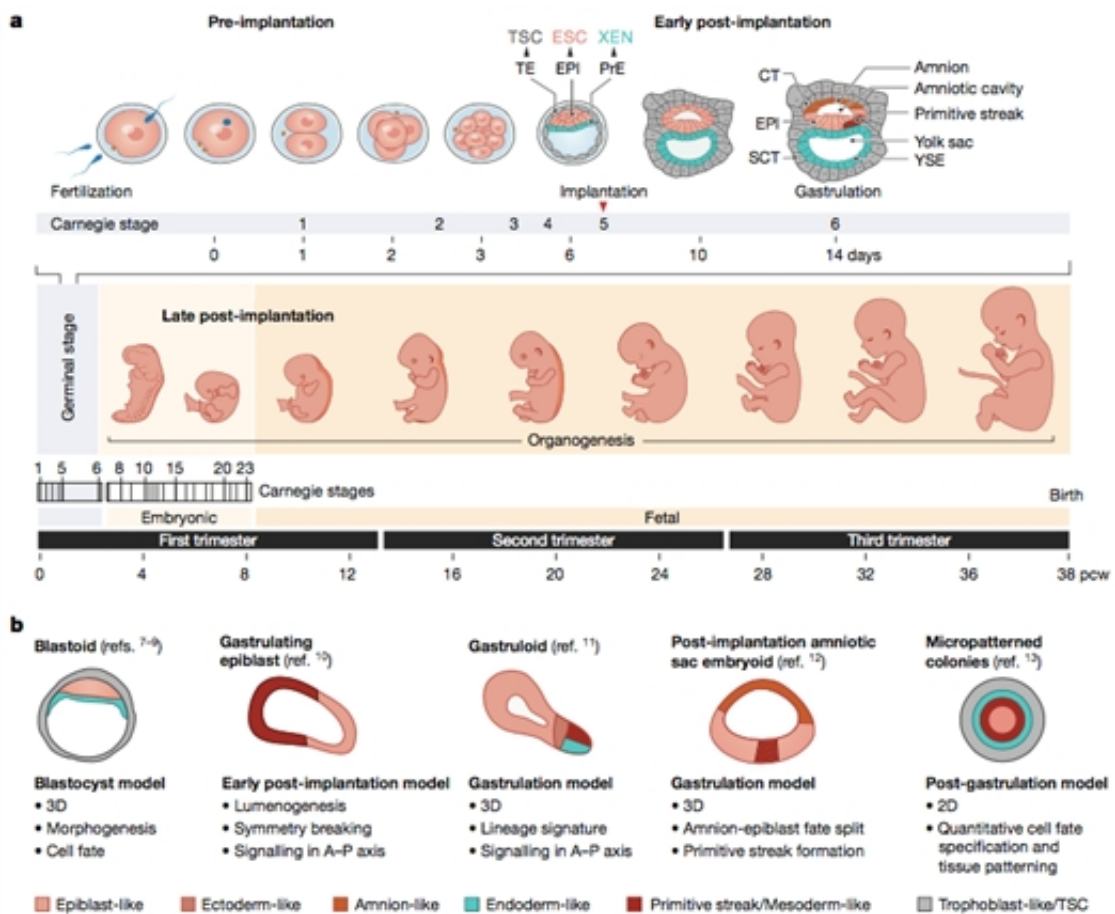 a
Pre-implantation
Early post-implantation
TSC ESC XEN
TE EPI PrE
CT
EPI
SCT
Amnion
Amniotic cavity
Primitive streak
Yolk sac
YSE
Fertilization
Implantation
Gastrulation
Carnegie stage 1 2 3 4 5 6
0 1 2 3 6 10 14 days
Germinal stage
Late post-implantation
Organogenesis
1 5 6 8 10 15 20 23
Carnegie stages
Birth
Embryonic
Fetal
First trimester
Second trimester
Third trimester
0 4 8 12 16 20 24 28 32 36 38 pcw
b
Blastoid (refs. 7–9)
Blastocyst model
• 3D
• Morphogenesis
• Cell fate
Gastrulating
epiblast (ref. 10)
Early post-implantation model
• Lumenogenesis
• Symmetry breaking
• Signalling in A–P axis
Gastruloid (ref. 11)
Gastrulation model
• 3D
• Lineage signature
• Signalling in A–P axis
Post-implantation amniotic
sac embryoid (ref. 12)
Gastrulation model
• 3D
• Amnion-epiblast fate split
• Primitive streak formation
Micropatterned
colonies (ref. 13)
Post-gastrulation model
• 2D
• Quantitative cell fate
specification and
tissue patterning
Epiblast-like
Ectoderm-like
Amnion-like
Endoderm-like
Primitive streak/Mesoderm-like
Trophoblast-like/TSC